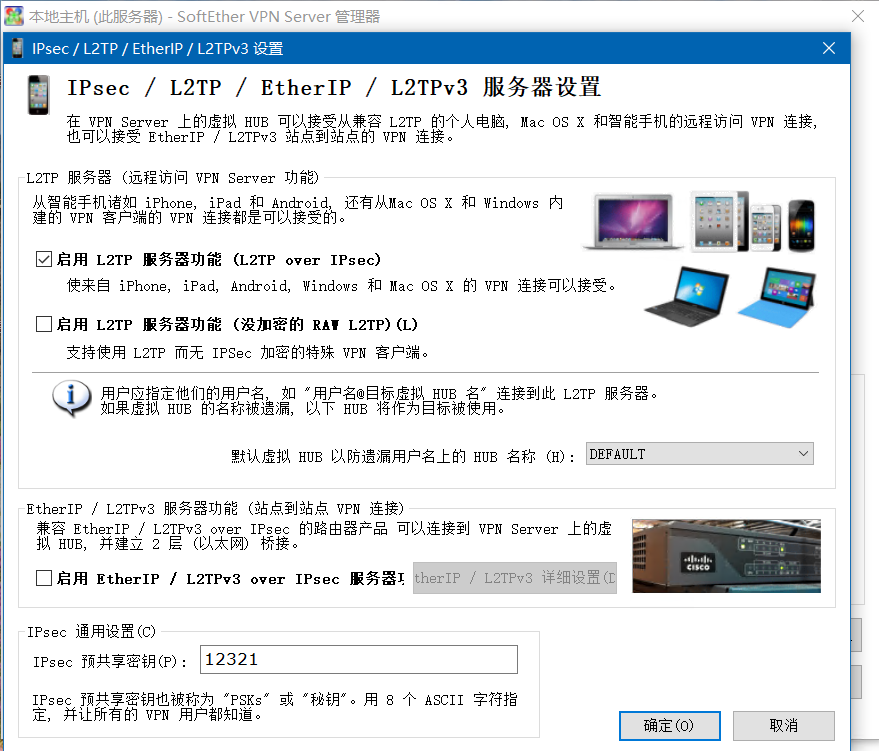 本地主机 (此服务器) - SoftEther VPN Server 管理器
IPsec / L2TP / EtherIP / L2TPv3 设置
IPsec / L2TP / EtherIP / L2TPv3 服务器设置
在 VPN Server 上的虚拟 HUB 可以接受从兼容 L2TP 的个人电脑, Mac OS X 和智能手机的远程访问 VPN 连接,
也可以接受 EtherIP / L2TPv3 站点到站点的 VPN 连接。
L2TP 服务器 (远程访问 VPN Server 功能)
从智能手机诸如 iPhone, iPad 和 Android, 还有从Mac OS X 和 Windows 内
建的 VPN 客户端的 VPN 连接都是可以接受的。
启用 L2TP 服务器功能 (L2TP over IPsec)
使来自 iPhone, iPad, Android, Windows 和 Mac OS X 的 VPN 连接可以接受。
启用 L2TP 服务器功能 (没加密的 RAW L2TP)(L)
支持使用 L2TP 而无 IPSec 加密的特殊 VPN 客户端。
用户应指定他们的用户名, 如 "用户名@目标虚拟 HUB 名" 连接到此 L2TP 服务器。
如果虚拟 HUB 的名称被遗漏, 以下 HUB 将作为目标被使用。
默认虚拟 HUB 以防遗漏用户名上的 HUB 名称 (H): DEFAULT
EtherIP / L2TPv3 服务器功能 (站点到站点 VPN 连接)
兼容 EtherIP / L2TPv3 over IPsec 的路由器产品 可以连接到 VPN Server 上的虚
拟 HUB, 并建立 2 层 (以太网) 桥接。
CISCO
启用 EtherIP / L2TPv3 over IPsec 服务器 therIP / L2TPv3 详细设置(D
IPsec 通用设置(C)
IPsec 预共享密钥(P): 12321
IPsec 预共享密钥也被称为 "PSKs" 或 "秘钥"。用 8 个 ASCII 字符指
定, 并让所有的 VPN 用户都知道。
确定(O) 取消